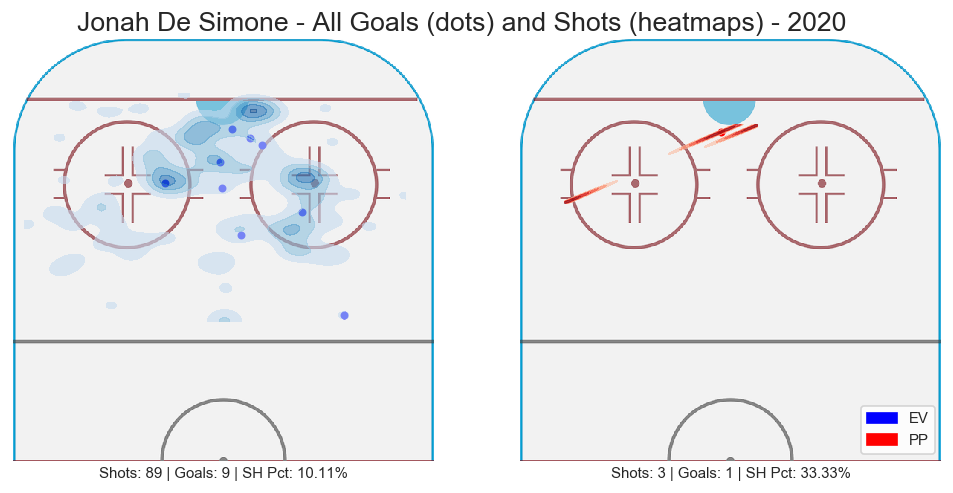 Jonah De Simone - All Goals (dots) and Shots (heatmaps) - 2020
EV
PP
Shots: 89 | Goals: 9 | SH Pct: 10.11%
Shots: 3 | Goals: 1 | SH Pct: 33.33%